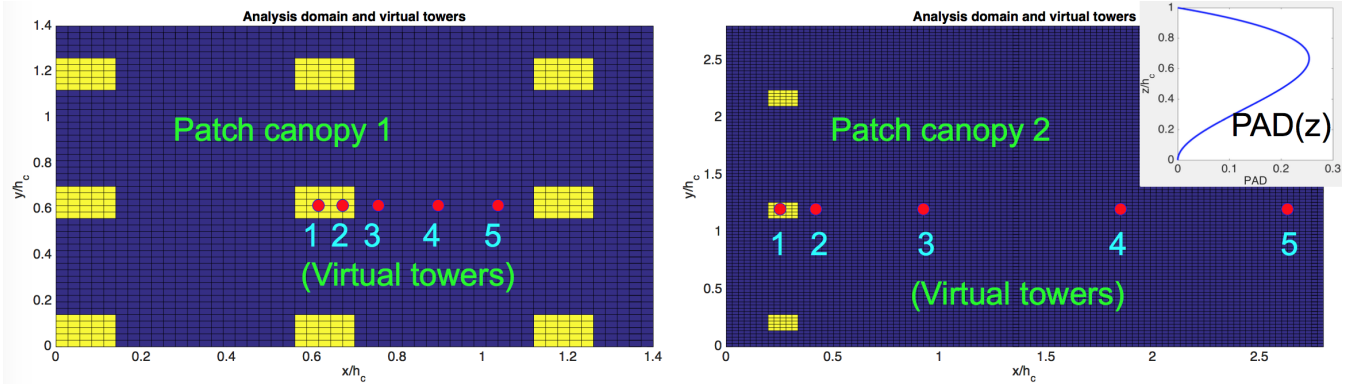 Analysis domain and virtual towers
1.4
1.2
1
0.8
0.6
0.4
0.2
0
y/hc
Patch canopy 1
1 2 3 4 5
(Virtual towers)
0 0.2 0.4 0.6 0.8 1 1.2 1.4
x/hc
Analysis domain and virtual towers
2.5
2
1.5
1
0.5
0
y/hc
Patch canopy 2
1 2 3 4 5
(Virtual towers)
0 0.5 1 1.5 2 2.5
x/hc
1
0.8
0.6
0.4
0.2
0
z/hc
PAD(z)
0 0.1 0.2 0.3
PAD